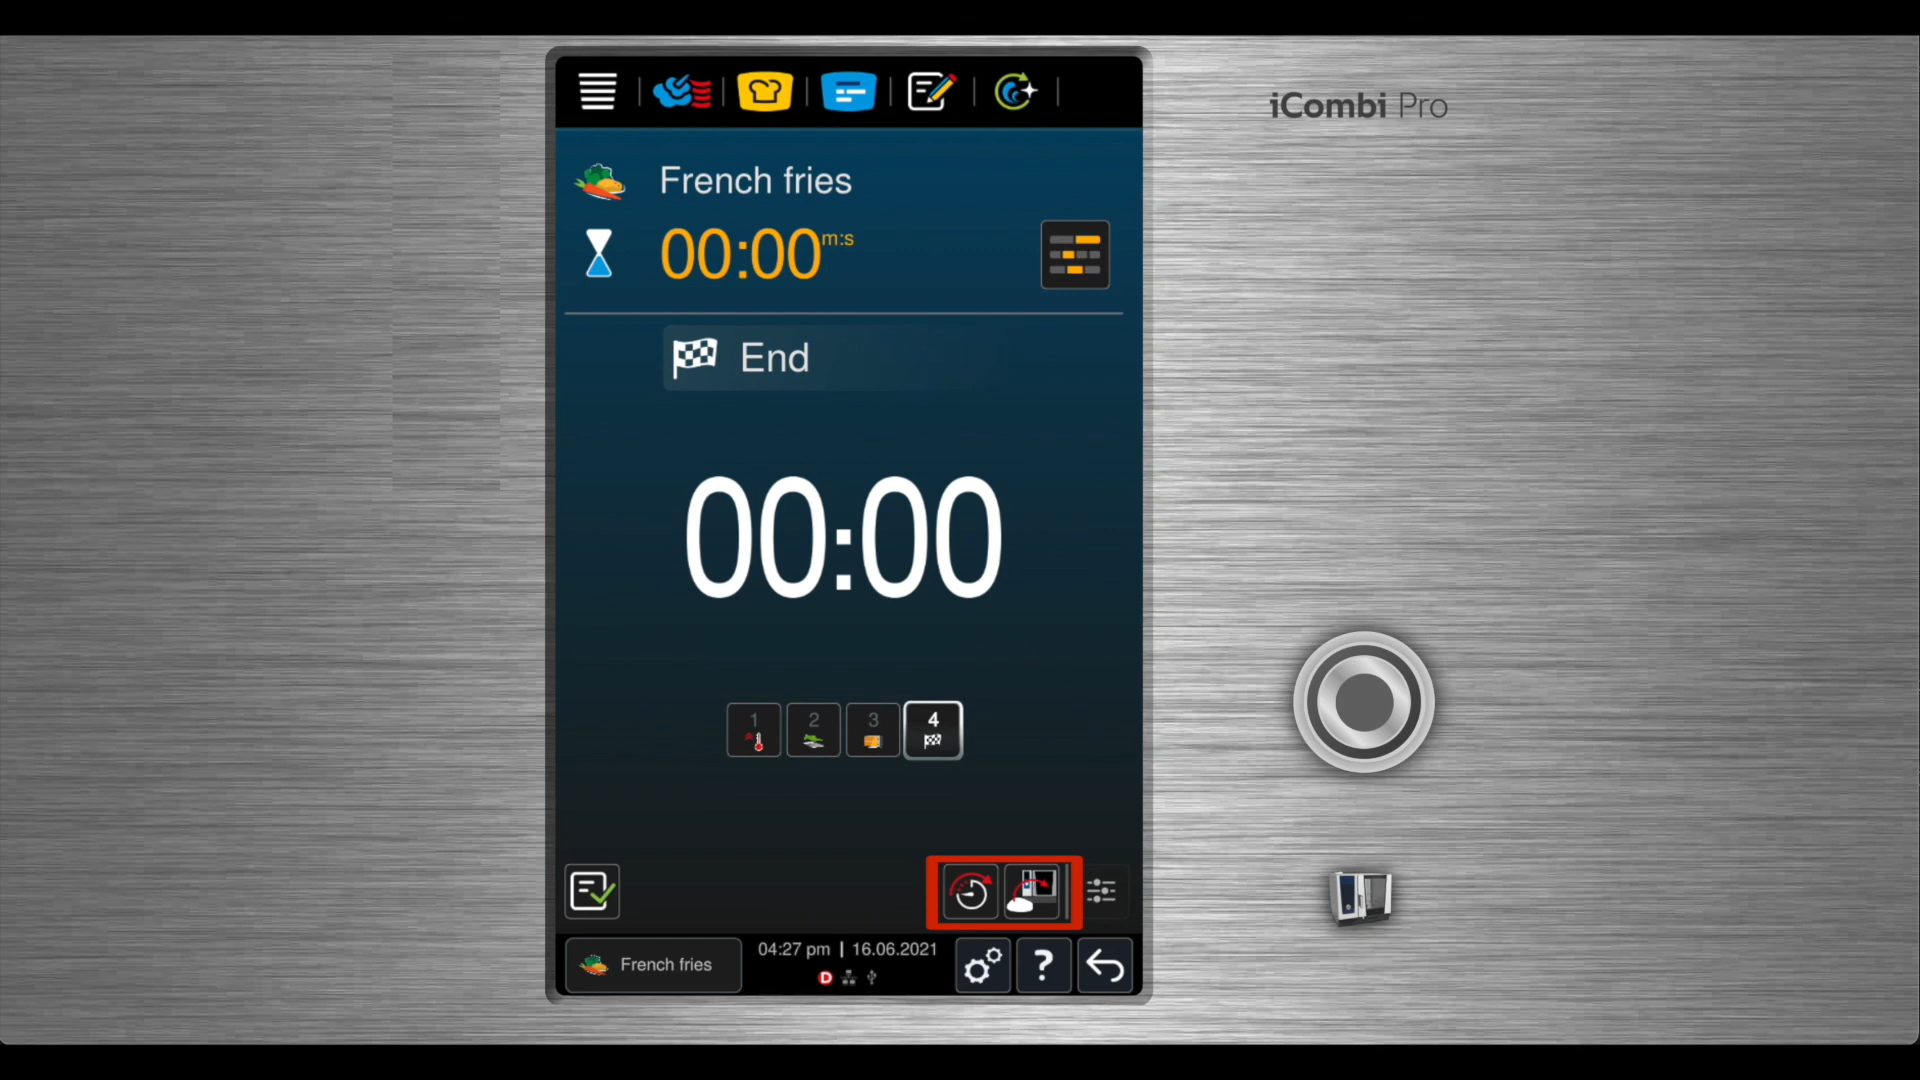 iCombi Pro
French fries
00:00 m:s
End
00:00
1 2 3 4
French fries
04:27 pm | 16.06.2021
D
?